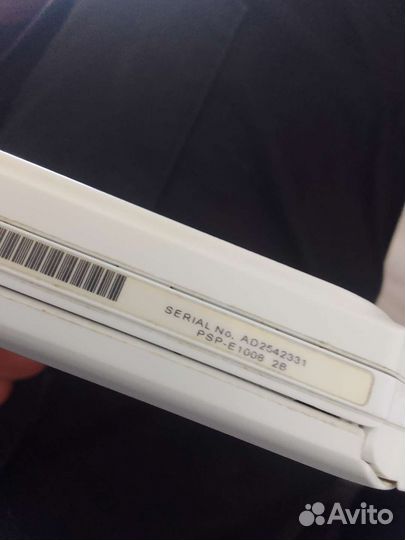 SERIAL No. AD2542331
PSP-E1008 2B
Avito